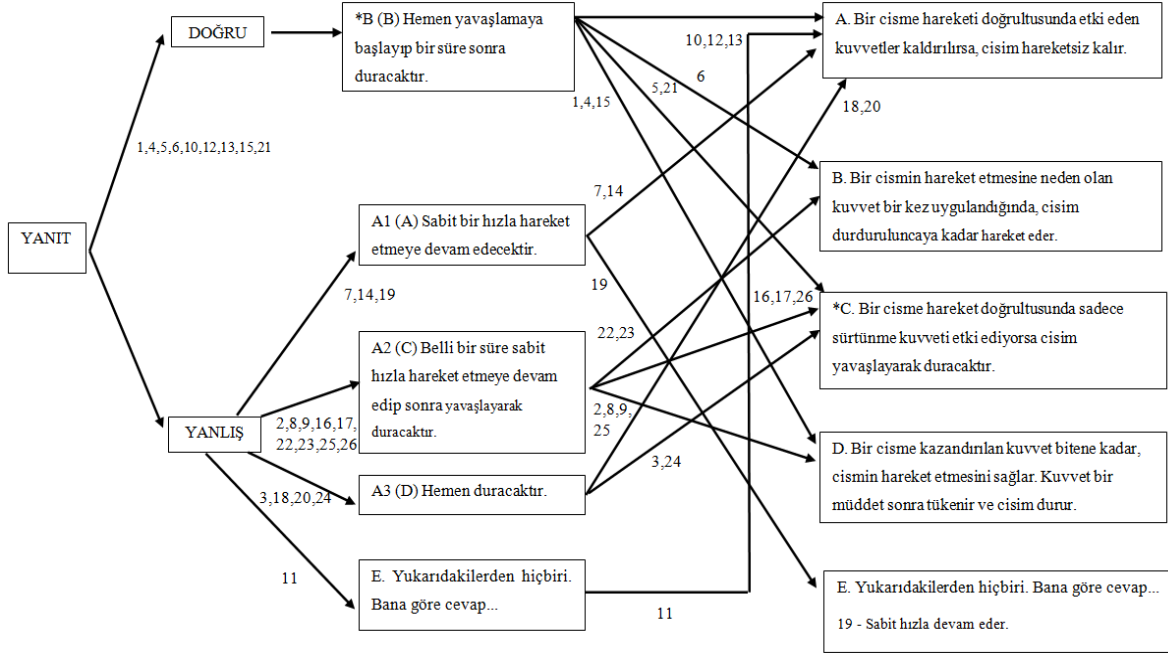 DOĞRU
*B (B) Hemen yavaşlamaya
başlayıp bir süre sonra
duracaktır.
A. Bir cisme hareketi doğrultusunda etki eden
kuvvetler kaldırılırsa, cisim hareketsiz kalır.
10,12,13
6
5,21
1,4,15
18,20
1,4,5,6,10,12,13,15,21
7,14
B. Bir cismin hareket etmesine neden olan
kuvvet bir kez uygulandığında, cisim
durduruluncaya kadar hareket eder.
YANIT
A1 (A) Sabit bir hızla hareket
etmeye devam edecektir.
7,14,19
19
16,17,26
22,23
*C. Bir cisme hareket doğrultusunda sadece
sürtünme kuvveti etki ediyorsa cisim
yavaşlayarak duracaktır.
A2 (C) Belli bir süre sabit
hızla hareket etmeye devam
edip sonra yavaşlayarak
duracaktır.
YANLIŞ
2,8,9,16,17,
22,23,25,26
2,8,9,
25
3,24
D. Bir cisme kazandırılan kuvvet bitene kadar,
cismin hareket etmesini sağlar. Kuvvet bir
müddet sonra tükenir ve cisim durur.
3,18,20,24
A3 (D) Hemen duracaktır.
11
E. Yukarıdakilerden hiçbiri.
Bana göre cevap...
11
E. Yukarıdakilerden hiçbiri. Bana göre cevap...
19 - Sabit hızla devam eder.